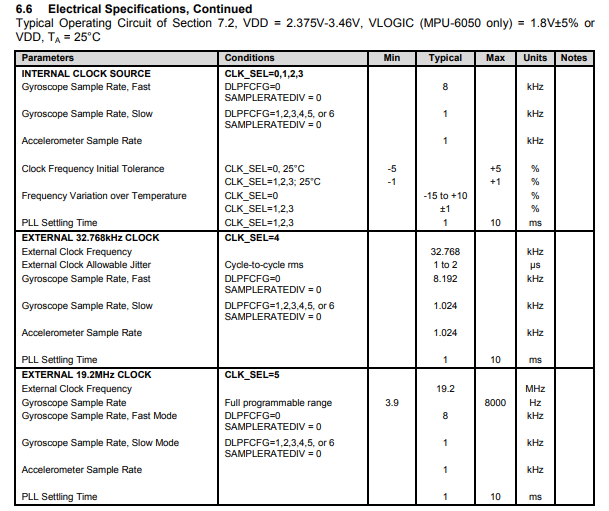 6.6 Electrical Specifications, Continued
Typical Operating Circuit of Section 7.2, VDD = 2.375V-3.46V, VLOGIC (MPU-6050 only) = 1.8V±5% or
VDD, TA = 25°C
Parameters Conditions Min Typical Max Units Notes
INTERNAL CLOCK SOURCE CLK_SEL=0,1,2,3
Gyroscope Sample Rate, Fast DLPFCFG=0 8 kHz
SAMPLERATEDIV = 0
Gyroscope Sample Rate, Slow DLPFCFG=1,2,3,4,5, or 6 1 kHz
SAMPLERATEDIV = 0
Accelerometer Sample Rate 1 kHz
Clock Frequency Initial Tolerance CLK_SEL=0, 25°C -5 +5 %
CLK_SEL=1,2,3; 25°C -1 +1 %
Frequency Variation over Temperature CLK_SEL=0 -15 to +10 %
CLK_SEL=1,2,3 ±1 %
PLL Settling Time CLK_SEL=1,2,3 1 10 ms
EXTERNAL 32.768kHz CLOCK CLK_SEL=4
External Clock Frequency 32.768 kHz
External Clock Allowable Jitter Cycle-to-cycle rms 1 to 2 µs
Gyroscope Sample Rate, Fast DLPFCFG=0 8.192 kHz
SAMPLERATEDIV = 0
Gyroscope Sample Rate, Slow DLPFCFG=1,2,3,4,5, or 6 1.024 kHz
SAMPLERATEDIV = 0
Accelerometer Sample Rate 1.024 kHz
PLL Settling Time 1 10 ms
EXTERNAL 19.2MHz CLOCK CLK_SEL=5
External Clock Frequency 19.2 MHz
Gyroscope Sample Rate Full programmable range 3.9 8000 Hz
Gyroscope Sample Rate, Fast Mode DLPFCFG=0 8 kHz
SAMPLERATEDIV = 0
Gyroscope Sample Rate, Slow Mode DLPFCFG=1,2,3,4,5, or 6 1 kHz
SAMPLERATEDIV = 0
Accelerometer Sample Rate 1 kHz
PLL Settling Time 1 10 ms